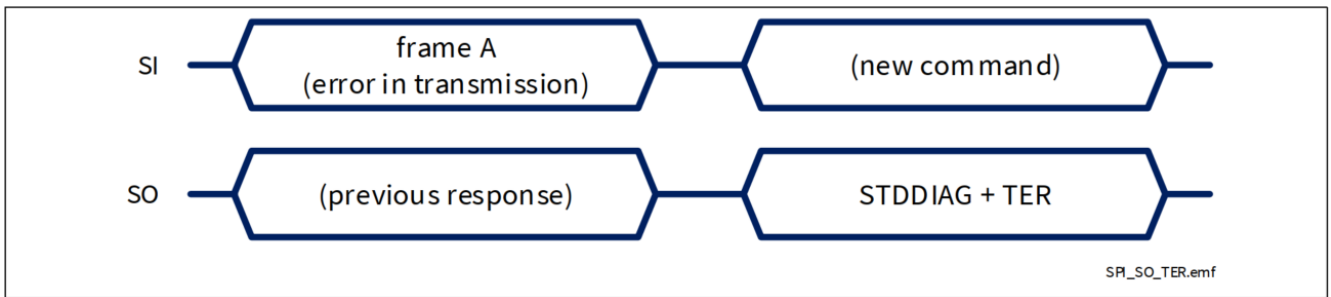 SI
frame A
(error in transmission)
(new command)
SO
(previous response)
STDDIAG + TER
SPI_SO_TER.emf